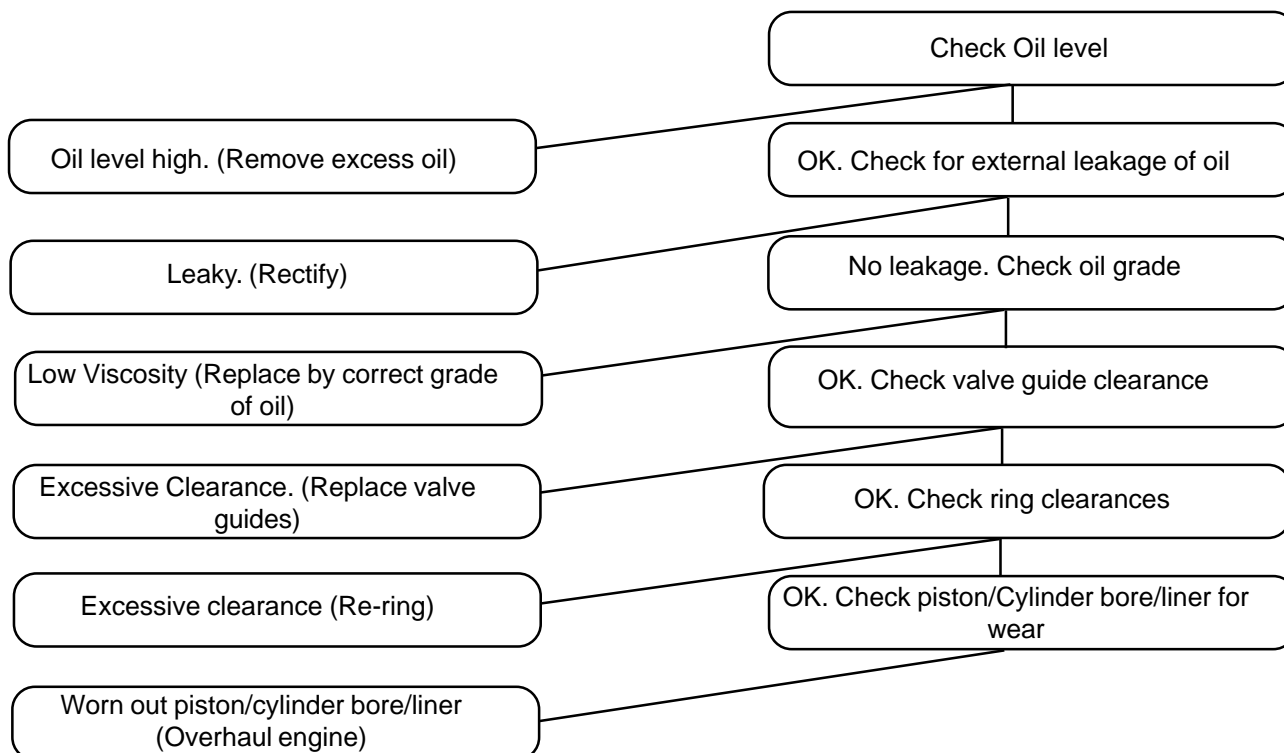 Check Oil level
Oil level high. (Remove excess oil)
OK. Check for external leakage of oil
Leaky. (Rectify)
No leakage. Check oil grade
Low Viscosity (Replace by correct grade
of oil)
OK. Check valve guide clearance
Excessive Clearance. (Replace valve
guides)
OK. Check ring clearances
Excessive clearance (Re-ring)
OK. Check piston/Cylinder bore/liner for
wear
Worn out piston/cylinder bore/liner
(Overhaul engine)